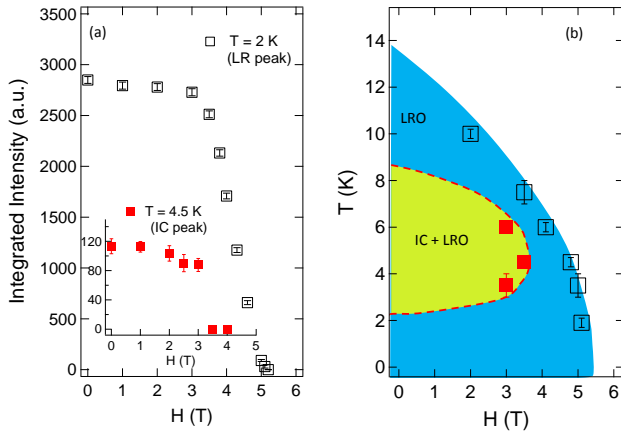 (a)
T = 2 K
(LR peak)
Integrated Intensity (a.u.)
3500
3000
2500
2000
1500
1000
500
0
T = 4.5 K
(IC peak)
120
80
40
0
0 1 2 3 4 5
H (T)
0 1 2 3 4 5 6
H (T)
(b)
T (K)
14
12
10
8
6
4
2
0
LRO
IC + LRO
0 1 2 3 4 5 6
H (T)